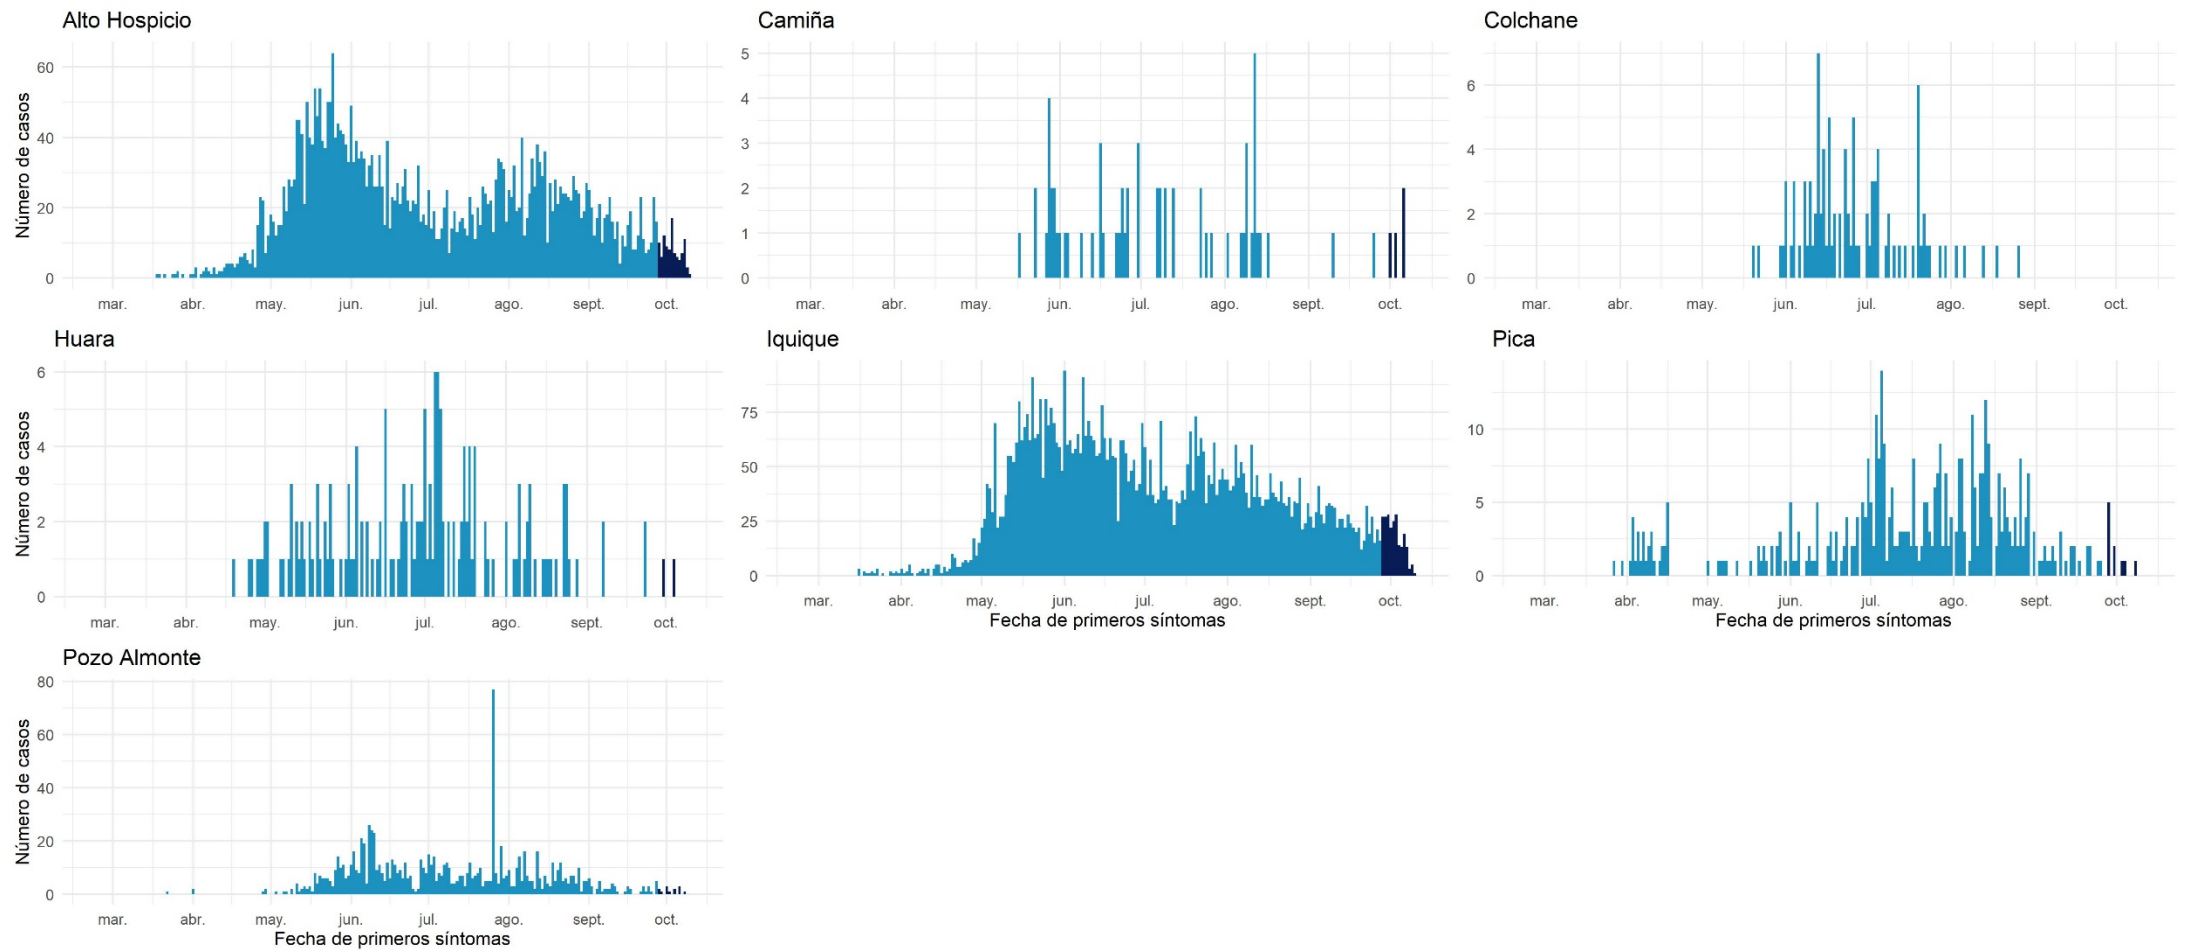 Alto Hospicio
Camiña
Colchane
Número de casos
60
40
20
0
mar. abr. may. jun. jul. ago. sept. oct.
5
4
3
2
1
0
mar. abr. may. jun. jul. ago. sept. oct.
6
4
2
0
mar. abr. may. jun. jul. ago. sept. oct.
Huara
Iquique
Pica
Número de casos
6
4
2
0
mar. abr. may. jun. jul. ago. sept. oct.
75
50
25
0
mar. abr. may. jun. jul. ago. sept. oct.
Fecha de primeros síntomas
10
5
0
mar. abr. may. jun. jul. ago. sept. oct.
Fecha de primeros síntomas
Pozo Almonte
Número de casos
80
60
40
20
0
mar. abr. may. jun. jul. ago. sept. oct.
Fecha de primeros síntomas